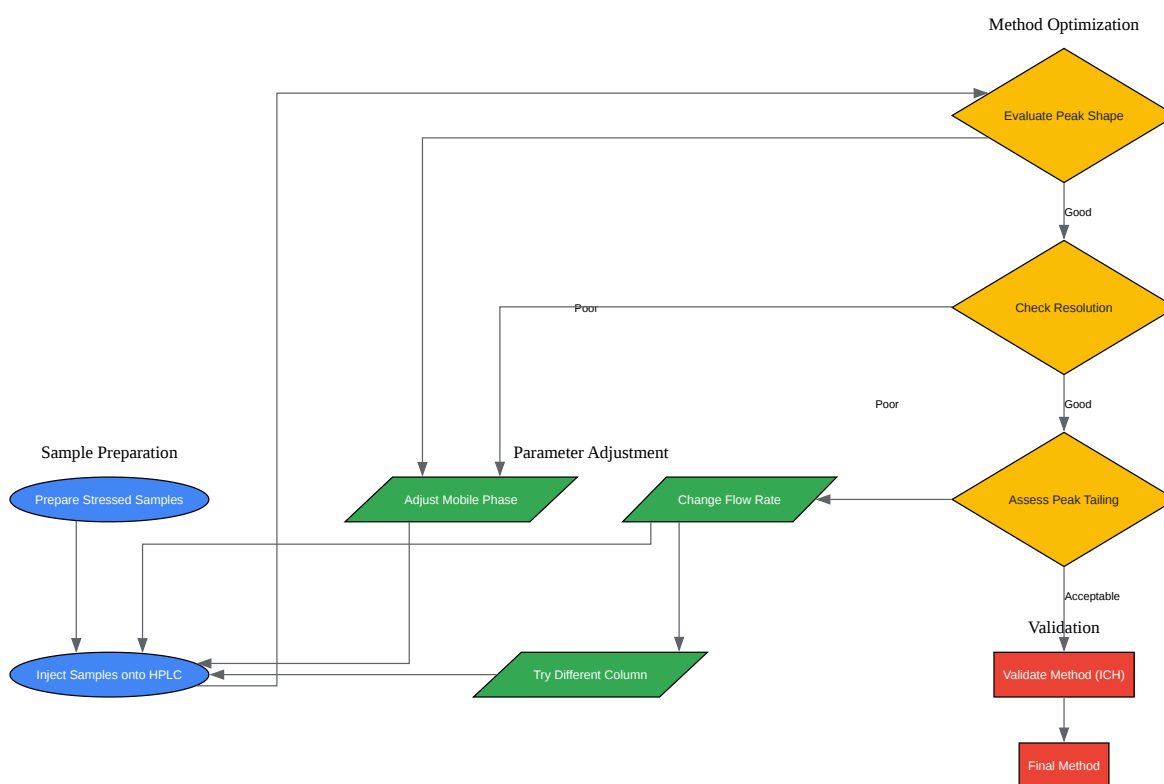 Method Optimization
Evaluate Peak Shape
Good
Check Resolution
Poor
Poor
Good
Sample Preparation
Parameter Adjustment
Prepare Stressed Samples
Adjust Mobile Phase
Change Flow Rate
Assess Peak Tailing
Acceptable
Validation
Inject Samples onto HPLC
Try Different Column
Validate Method (ICH)
Final Method